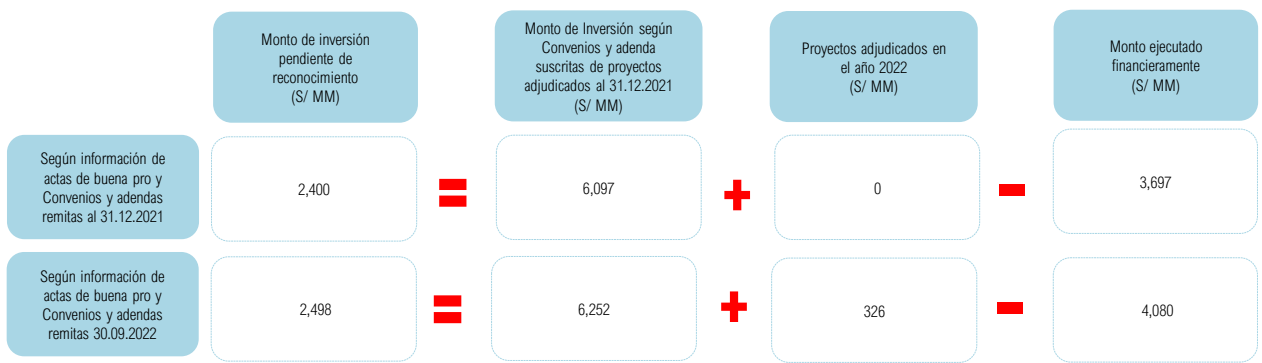 Monto de inversión
pendiente de
reconocimiento
(S/ MM)
Monto de Inversión según
Convenios y adenda
suscritas de proyectos
adjudicados al 31.12.2021
(S/ MM)
Proyectos adjudicados en
el año 2022
(S/ MM)
Monto ejecutado
financieramente
(S/ MM)
Según información de
actas de buena pro y
Convenios y adendas
remitas al 31.12.2021
2,400
=
6,097
+
0
-
3,697
Según información de
actas de buena pro y
Convenios y adendas
remitas 30.09.2022
2,498
=
6,252
+
326
-
4,080